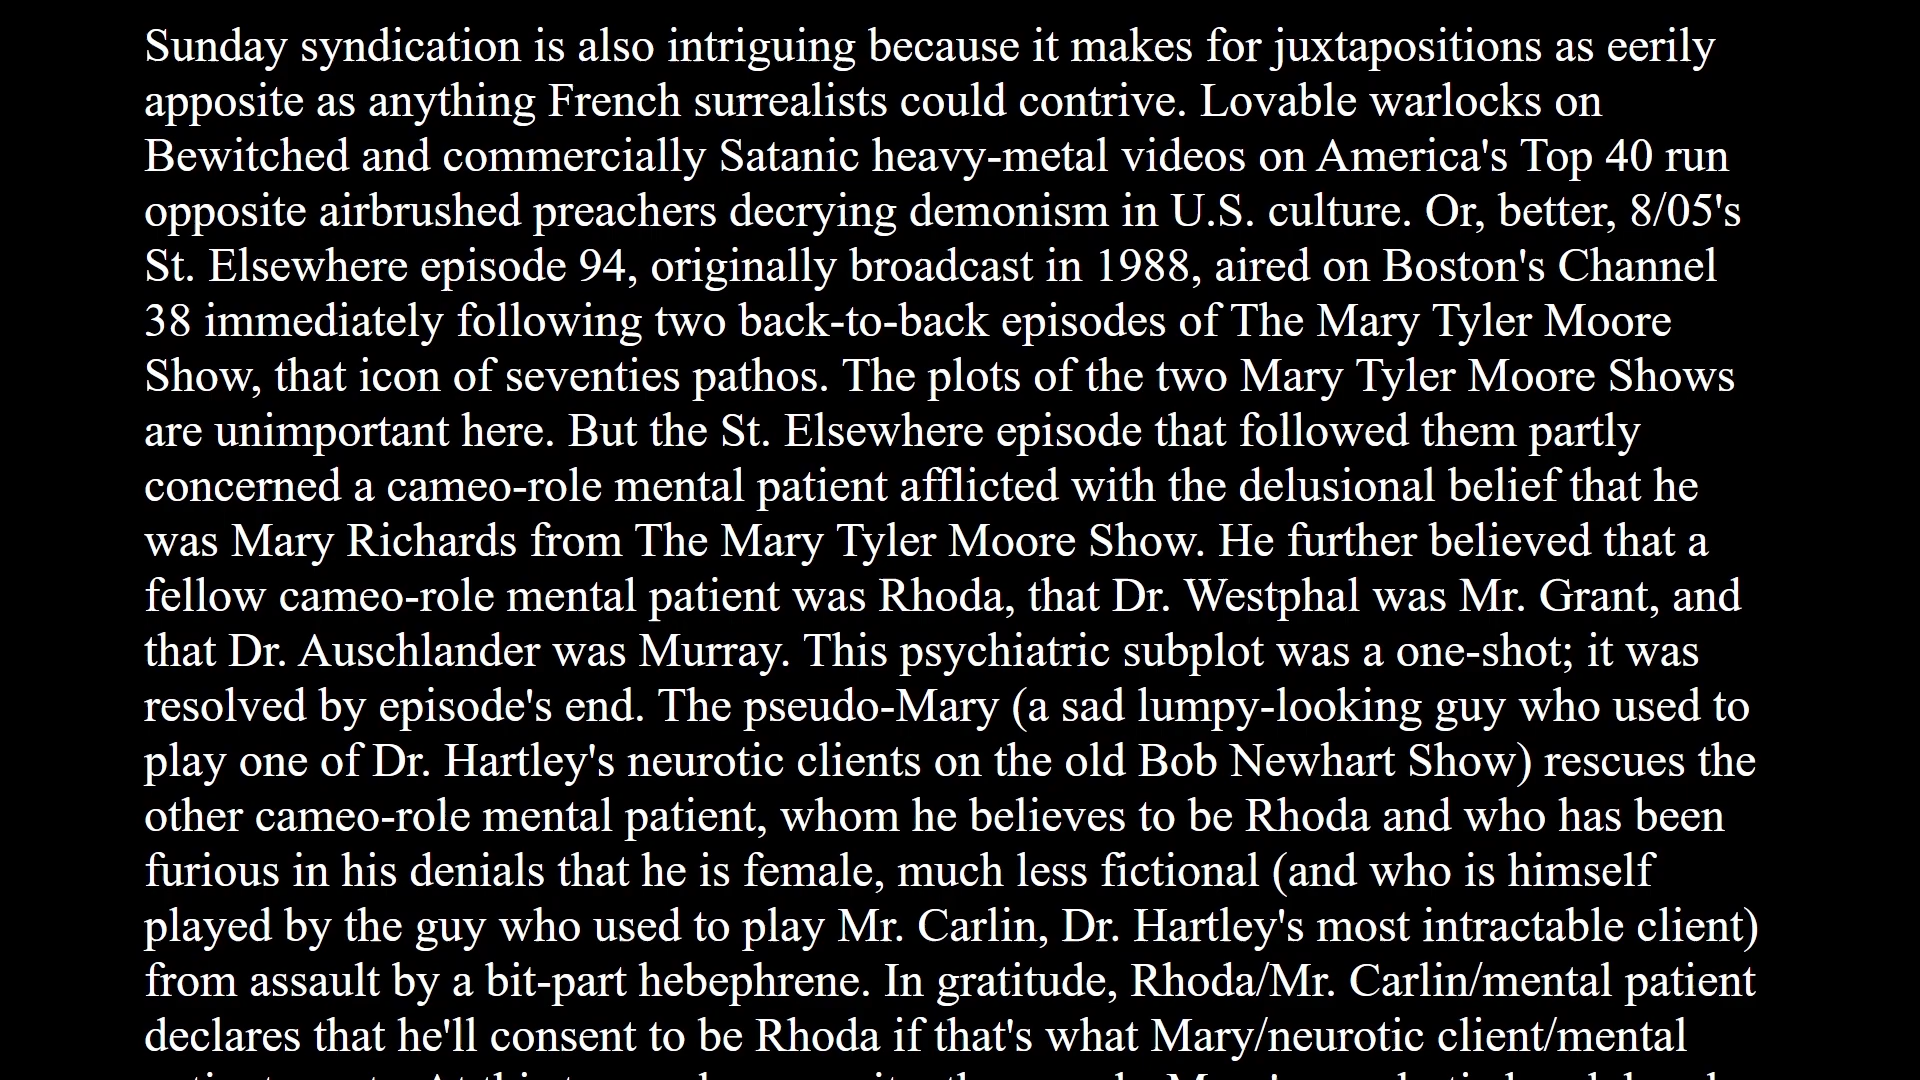 Sunday syndication is also intriguing because it makes for juxtapositions as eerily
apposite as anything French surrealists could contrive. Lovable warlocks on
Bewitched and commercially Satanic heavy-metal videos on America's Top 40 run
opposite airbrushed preachers decrying demonism in U.S. culture. Or, better, 8/05's
St. Elsewhere episode 94, originally broadcast in 1988, aired on Boston's Channel
38 immediately following two back-to-back episodes of The Mary Tyler Moore
Show, that icon of seventies pathos. The plots of the two Mary Tyler Moore Shows
are unimportant here. But the St. Elsewhere episode that followed them partly
concerned a cameo-role mental patient afflicted with the delusional belief that he
was Mary Richards from The Mary Tyler Moore Show. He further believed that a
fellow cameo-role mental patient was Rhoda, that Dr. Westphal was Mr. Grant, and
that Dr. Auschlander was Murray. This psychiatric subplot was a one-shot; it was
resolved by episode's end. The pseudo-Mary (a sad lumpy-looking guy who used to
play one of Dr. Hartley's neurotic clients on the old Bob Newhart Show) rescues the
other cameo-role mental patient, whom he believes to be Rhoda and who has been
furious in his denials that he is female, much less fictional (and who is himself
played by the guy who used to play Mr. Carlin, Dr. Hartley's most intractable client)
from assault by a bit-part hebephrene. In gratitude, Rhoda/Mr. Carlin/mental patient
declares that he'll consent to be Rhoda if that's what Mary/neurotic client/mental